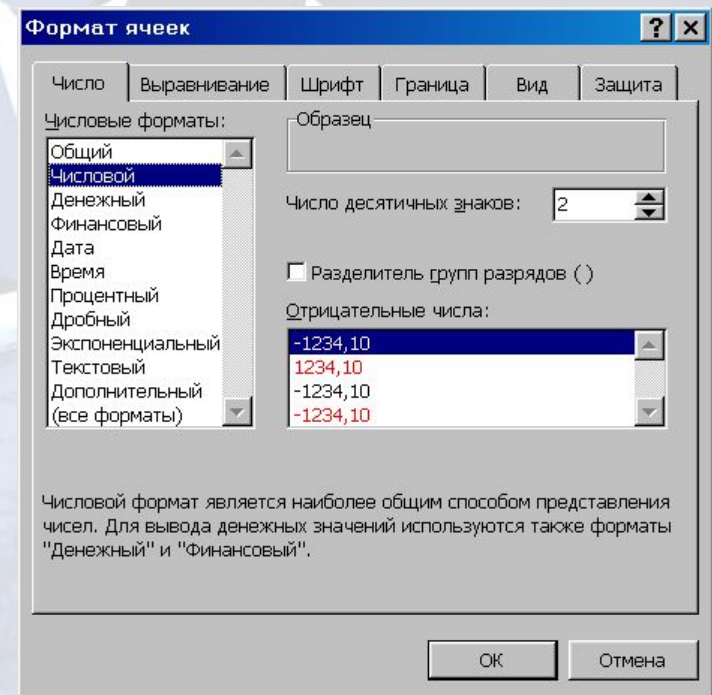 Формат ячеек
Число
Выравнивание
Шрифт
Граница
Вид
Защита
Числовые форматы:
Общий
Числовой
Денежный
Финансовый
Дата
Время
Процентный
Дробный
Экспоненциальный
Текстовый
Дополнительный
(все форматы)
Образец
Число десятичных знаков:
2
Разделитель групп разрядов ( )
Отрицательные числа:
-1234,10
1234,10
-1234,10
-1234,10
Числовой формат является наиболее общим способом представления
чисел. Для вывода денежных значений используются также форматы
"Денежный" и "Финансовый".
ОК
Отмена